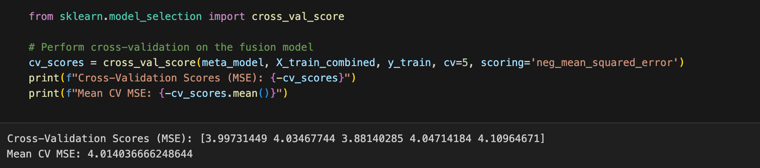 from sklearn.model_selection import cross_val_score
# Perform cross-validation on the fusion model
cv_scores = cross_val_score(meta_model, X_train_combined, y_train, cv=5, scoring='neg_mean_squared_error')
print(f"Cross-Validation Scores (MSE): {-cv_scores}")
print(f"Mean CV MSE: {-cv_scores.mean()}")
Cross-Validation Scores (MSE): [3.99731449 4.03467744 3.88140285 4.04714184 4.10964671]
Mean CV MSE: 4.014036666248644